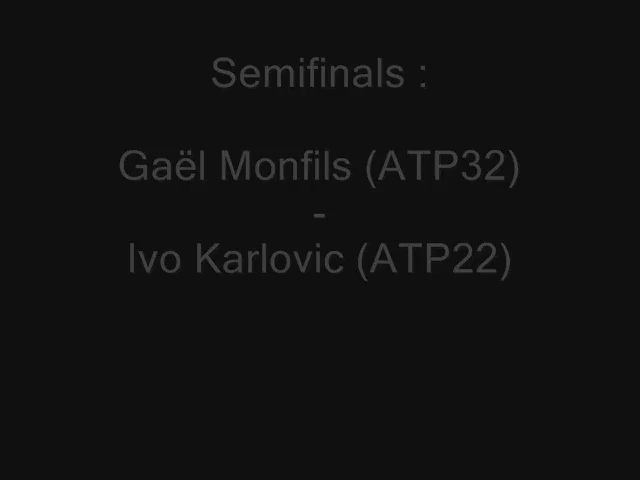 Semifinals :
Gaël Monfils (ATP32)
-
Ivo Karlovic (ATP22)